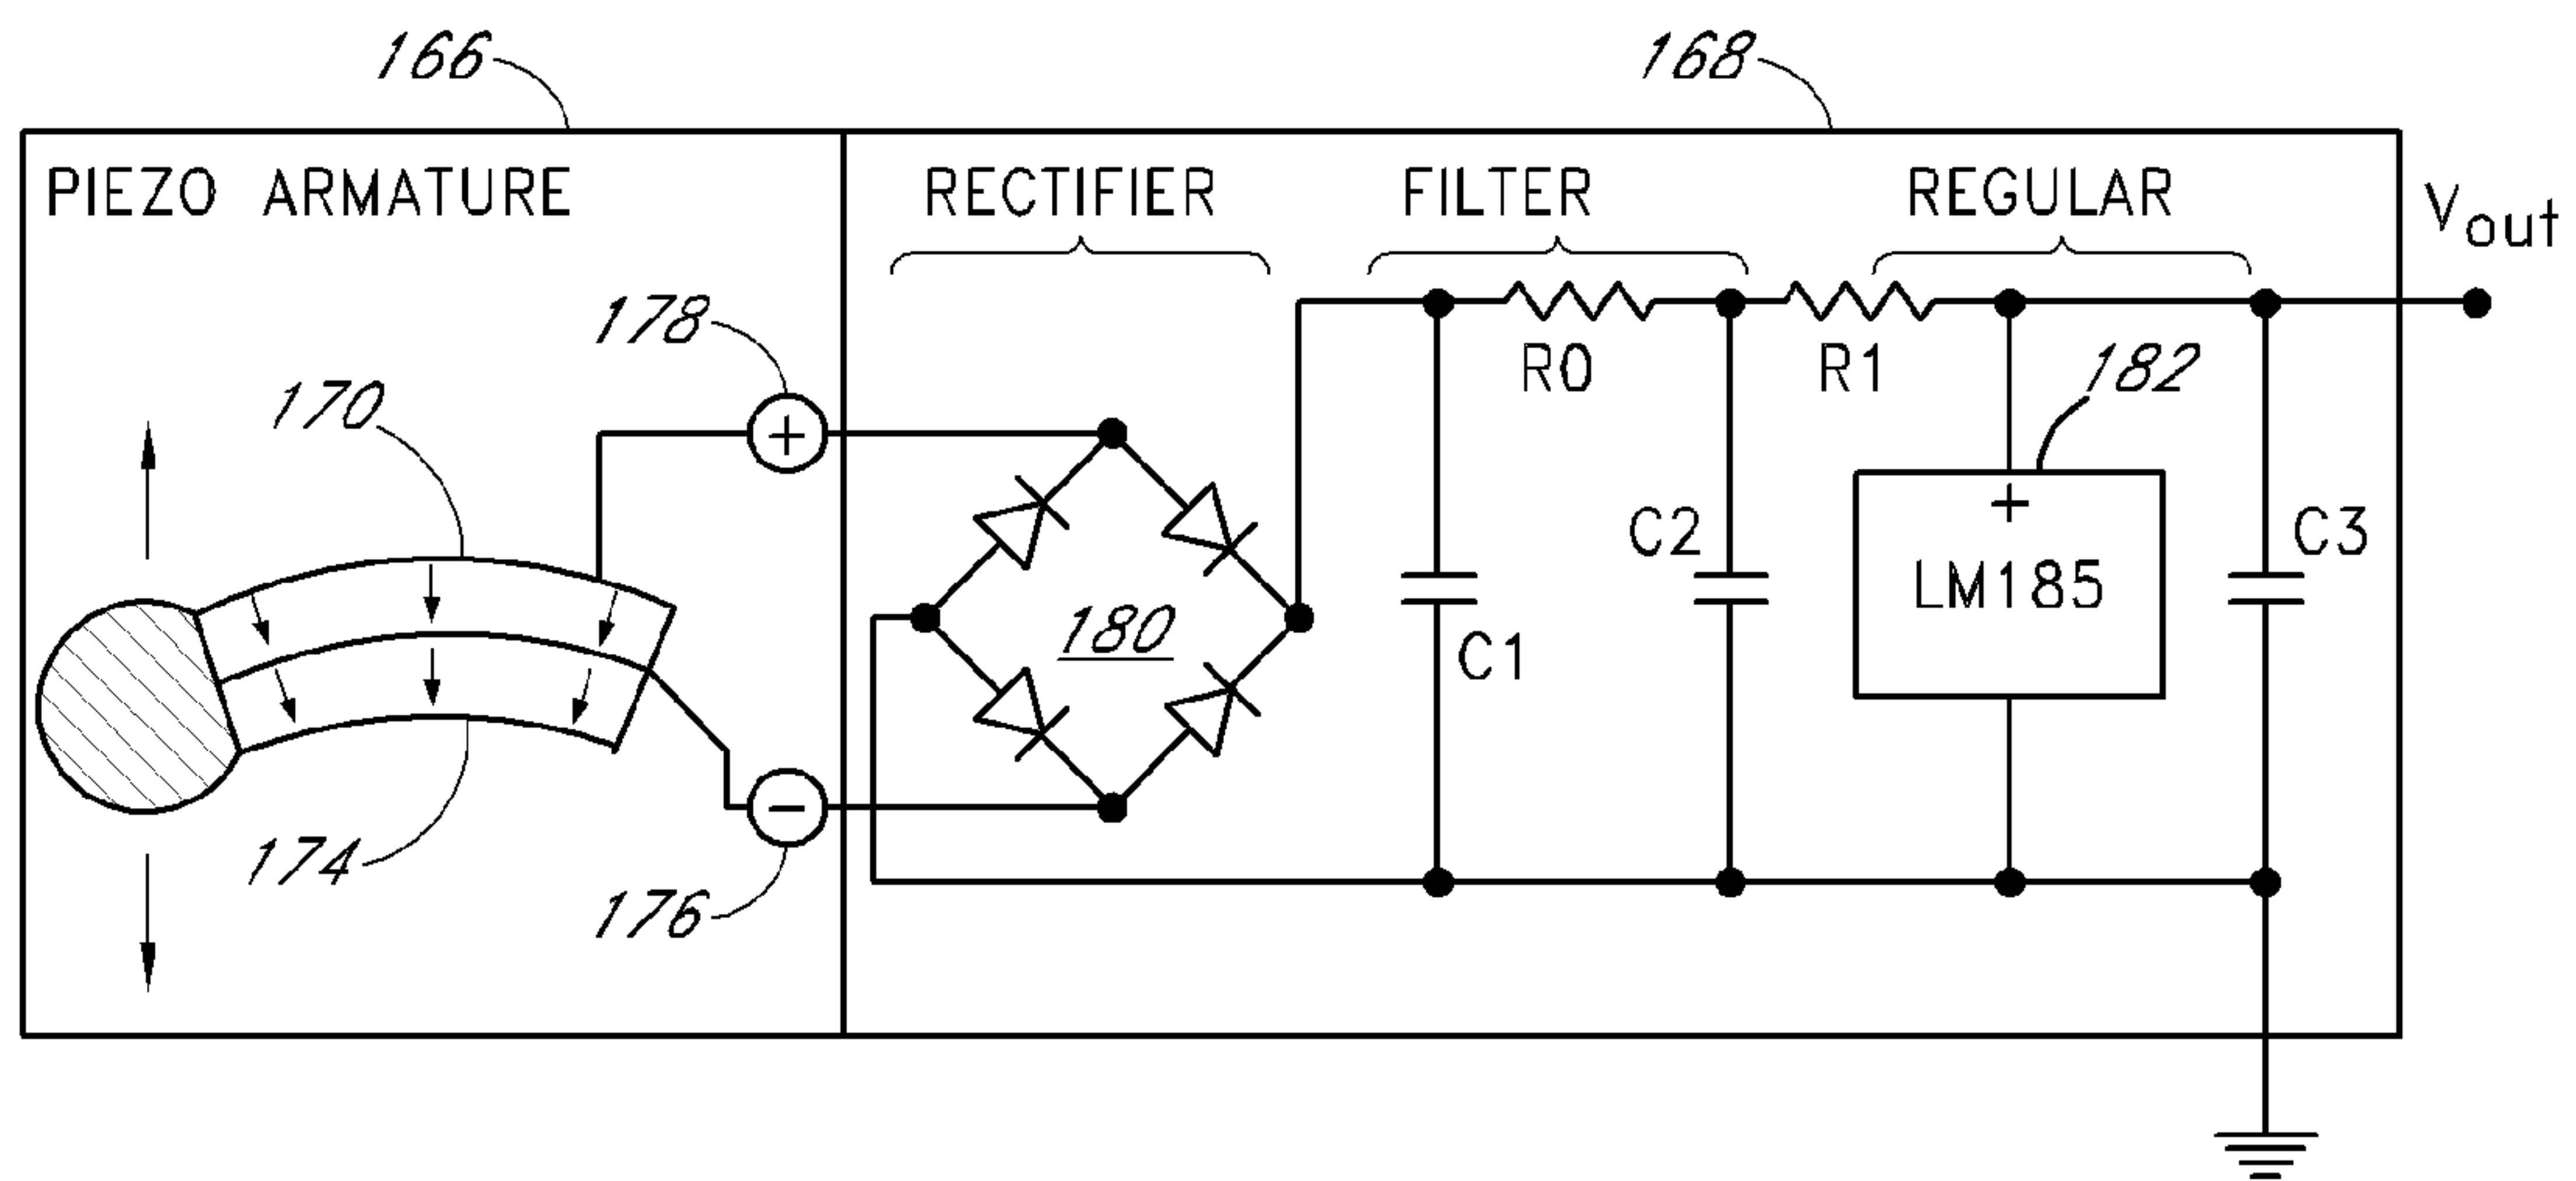 166
168
PIEZO ARMATURE
RECTIFIER
FILTER
REGULAR
Vout
178
+
170
R0
R1
182
+
C2
LM185
C3
180
C1
174
−
176